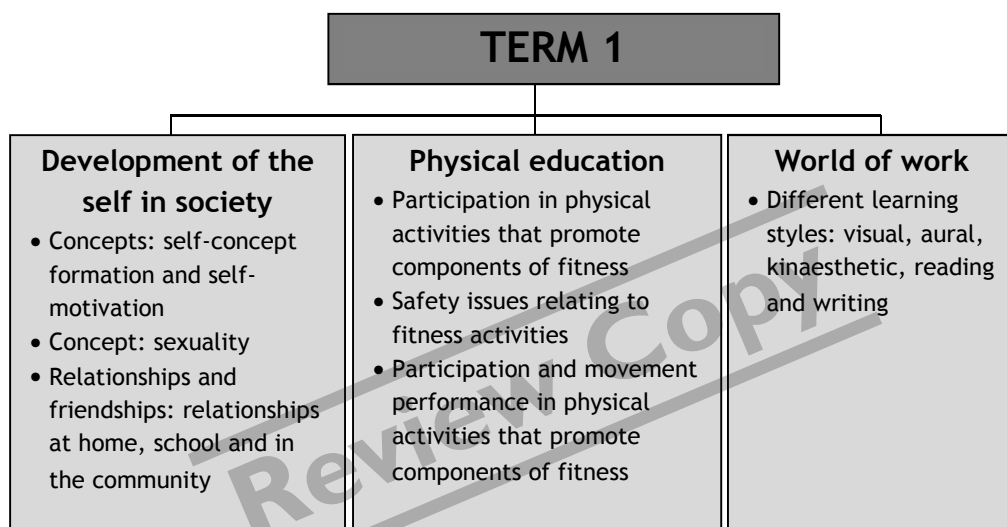 TERM 1
Development of the
self in society
• Concepts: self-concept
formation and self-
motivation
• Concept: sexuality
• Relationships and
friendships: relationships
at home, school and in
the community
Physical education
• Participation in physical
activities that promote
components of fitness
• Safety issues relating to
fitness activities
• Participation and movement
performance in physical
activities that promote
components of fitness
World of work
• Different learning
styles: visual, aural,
kinaesthetic, reading
and writing
Review Copy